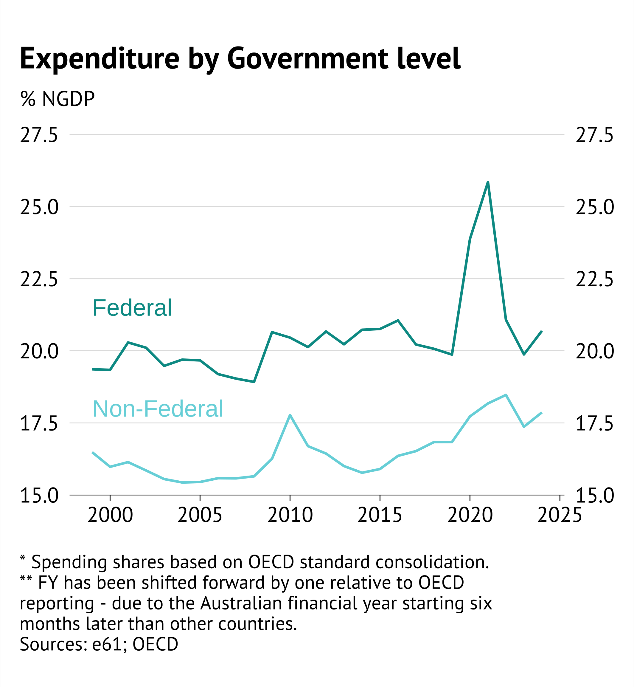 Expenditure by Government level
% NGDP
27.5 27.5
25.0 25.0
22.5 22.5
Federal
20.0 20.0
Non-Federal
17.5 17.5
15.0 15.0
2000 2005 2010 2015 2020 2025
* Spending shares based on OECD standard consolidation.
** FY has been shifted forward by one relative to OECD
reporting - due to the Australian financial year starting six
months later than other countries.
Sources: e61; OECD